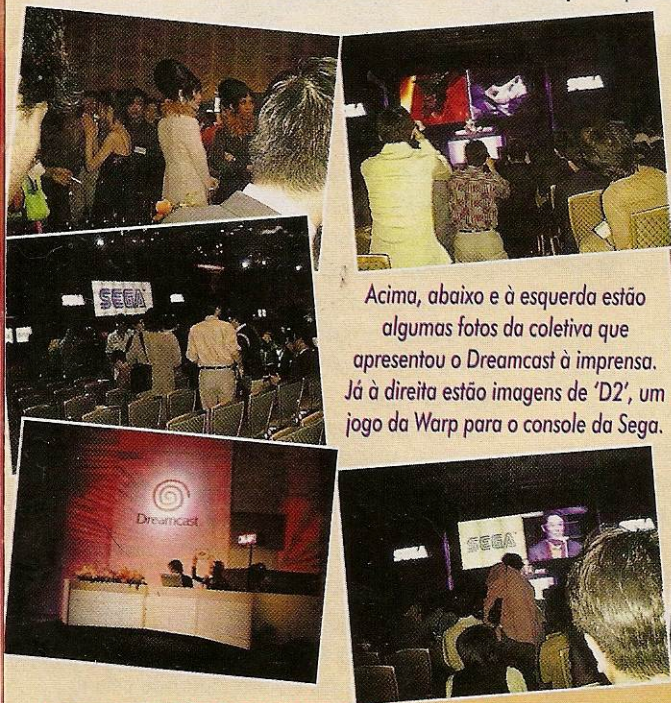 SEGA
SEGA
SEGA
Acima, abaixo e à esquerda estão
algumas fotos da coletiva que
apresentou o Dreamcast à imprensa.
Já à direita estão imagens de ‘D2’, um
jogo da Warp para o console da Sega.
Dreamcast
SEGA
SEGA